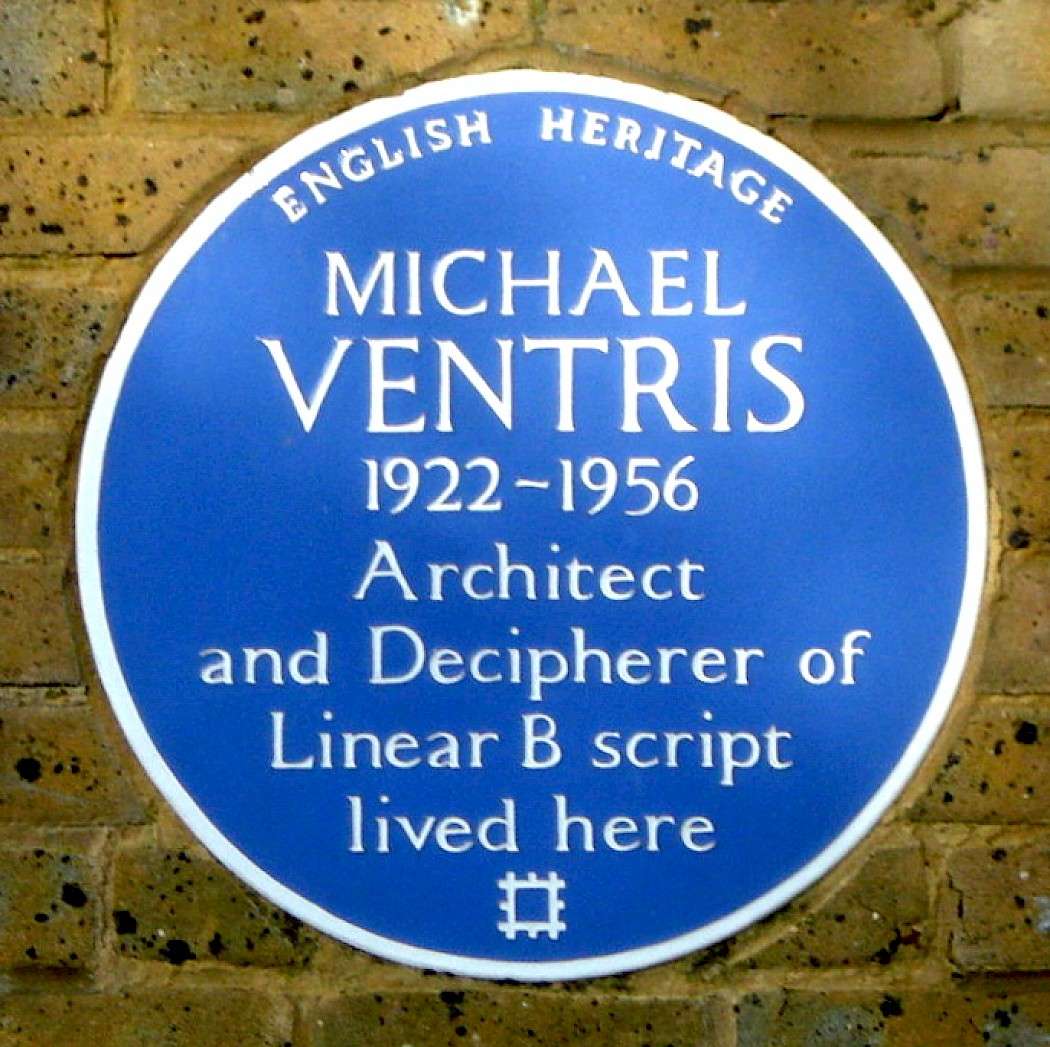 ENGLISH HERITAGE
MICHAEL
VENTRIS
1922-1956
Architect
and Decipherer of
Linear B script
lived here